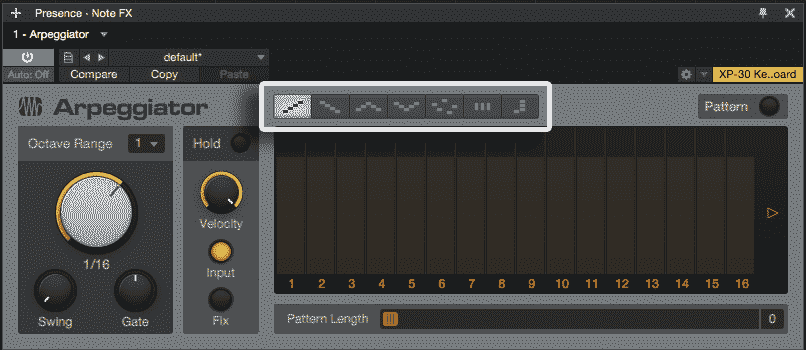 Presence - Note FX
1 - Arpeggiator
default*
Auto: Off Compare Copy Paste
XP-30 Ke..oard
Arpeggiator
Pattern
Octave Range 1
Hold
1/16
Velocity
Input
Swing Gate
Fix
1 2 3 4 5 6 7 8 9 10 11 12 13 14 15 16
Pattern Length 0